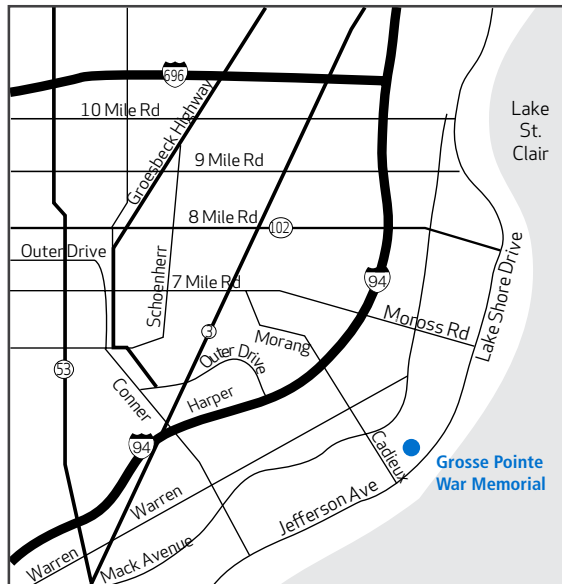 696
10 Mile Rd
Groesbeck Highway
Lake
St.
Clair
9 Mile Rd
8 Mile Rd
102
Outer Drive
Schoenherr
7 Mile Rd
94
Lake Shore Drive
Moross Rd
3
Morang
Outer Drive
53
Conner
Harper
94
Cadieux
Grosse Pointe
War Memorial
Warren
Jefferson Ave
Warren
Mack Avenue